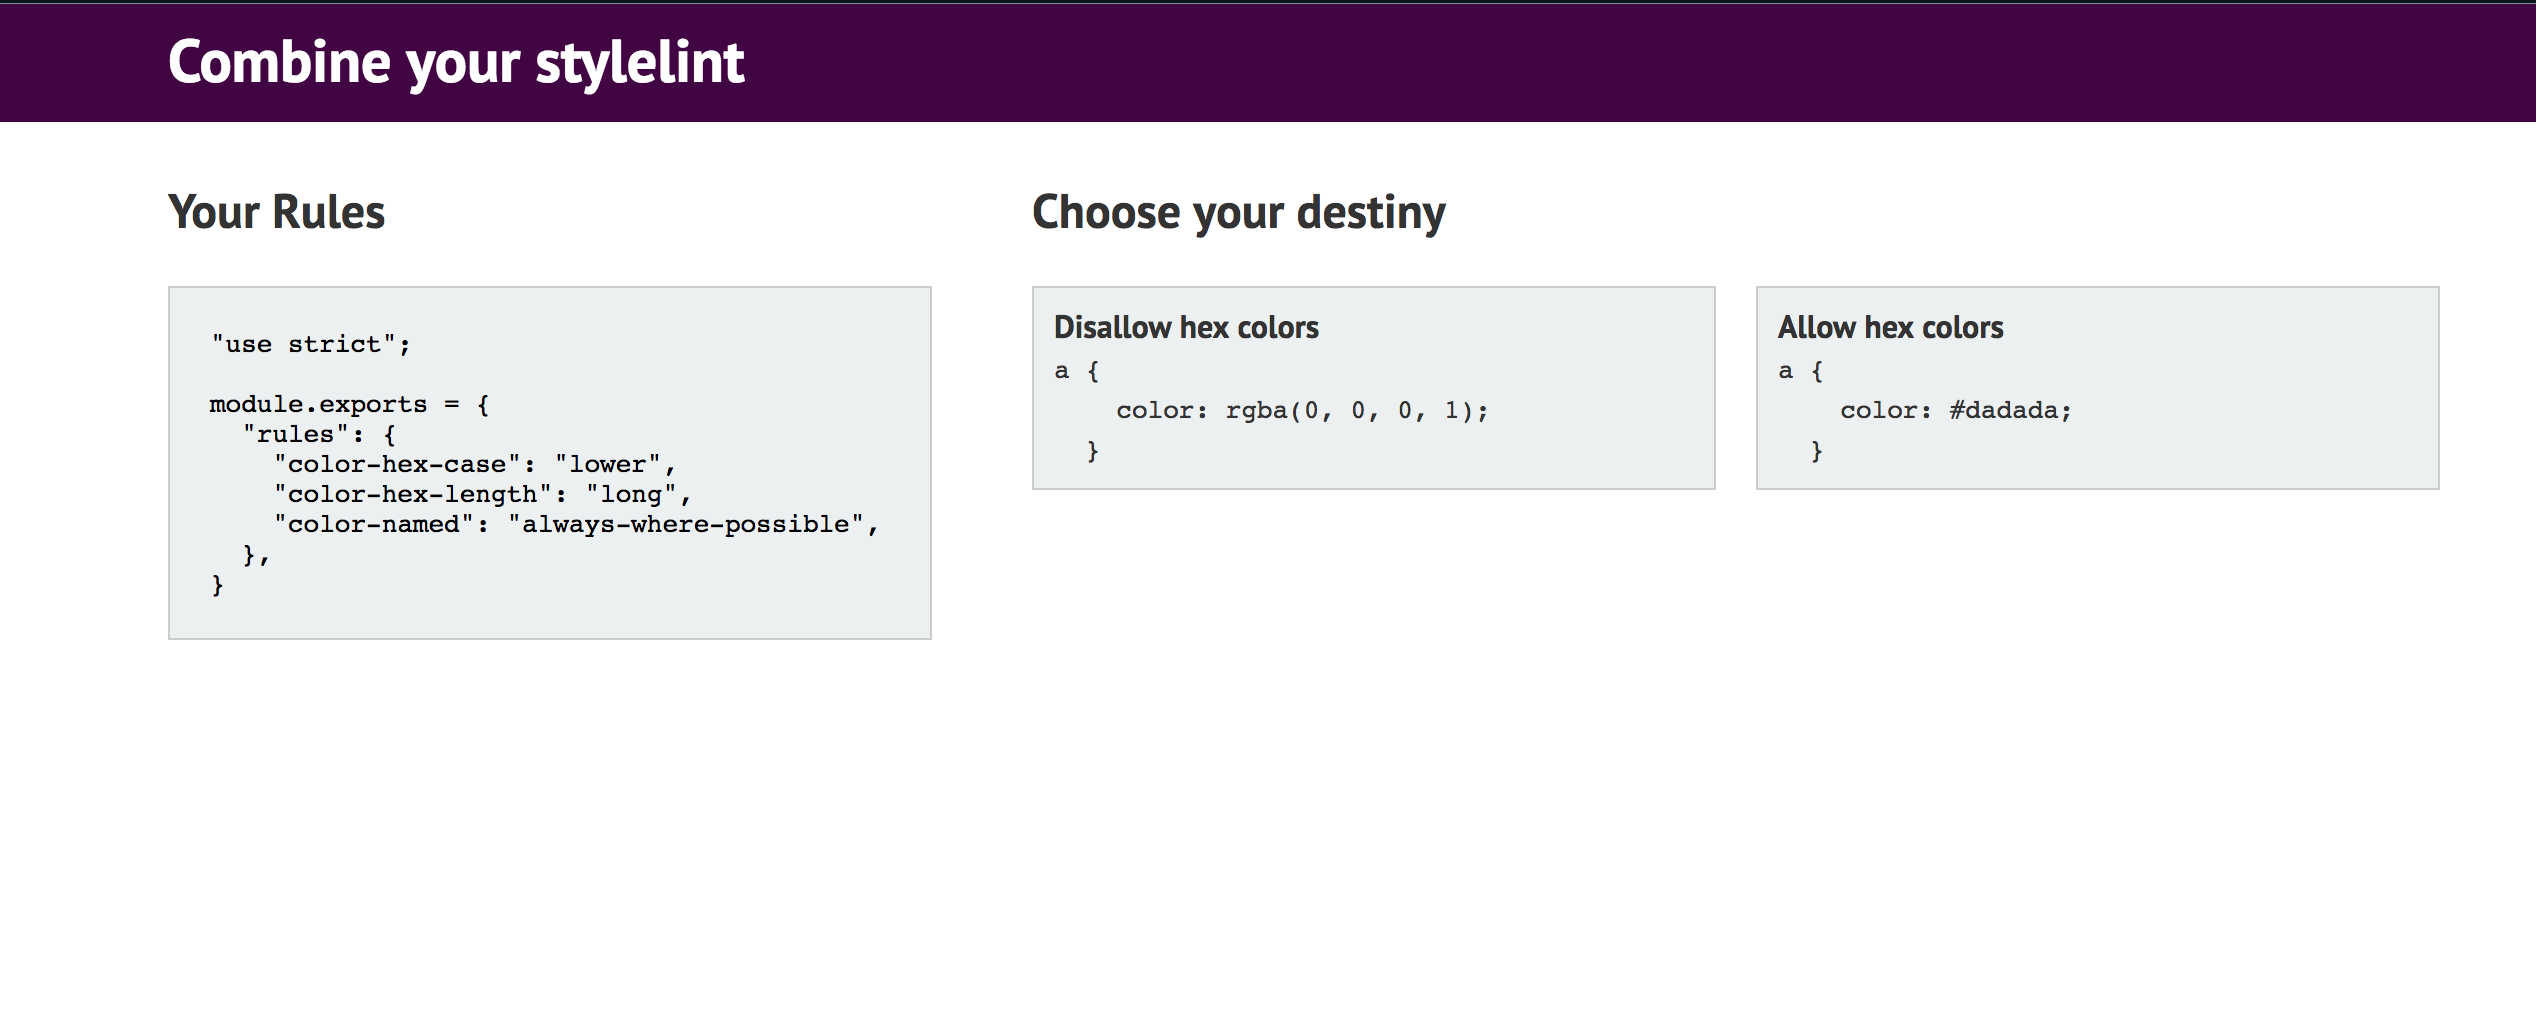 Combine your stylelint
Your Rules
"use strict";
module.exports = {
  "rules": {
    "color-hex-case": "lower",
    "color-hex-length": "long",
    "color-named": "always-where-possible",
  },
}
Choose your destiny
Disallow hex colors
a {
    color: rgba(0, 0, 0, 1);
  }
Allow hex colors
a {
    color: #dadada;
  }